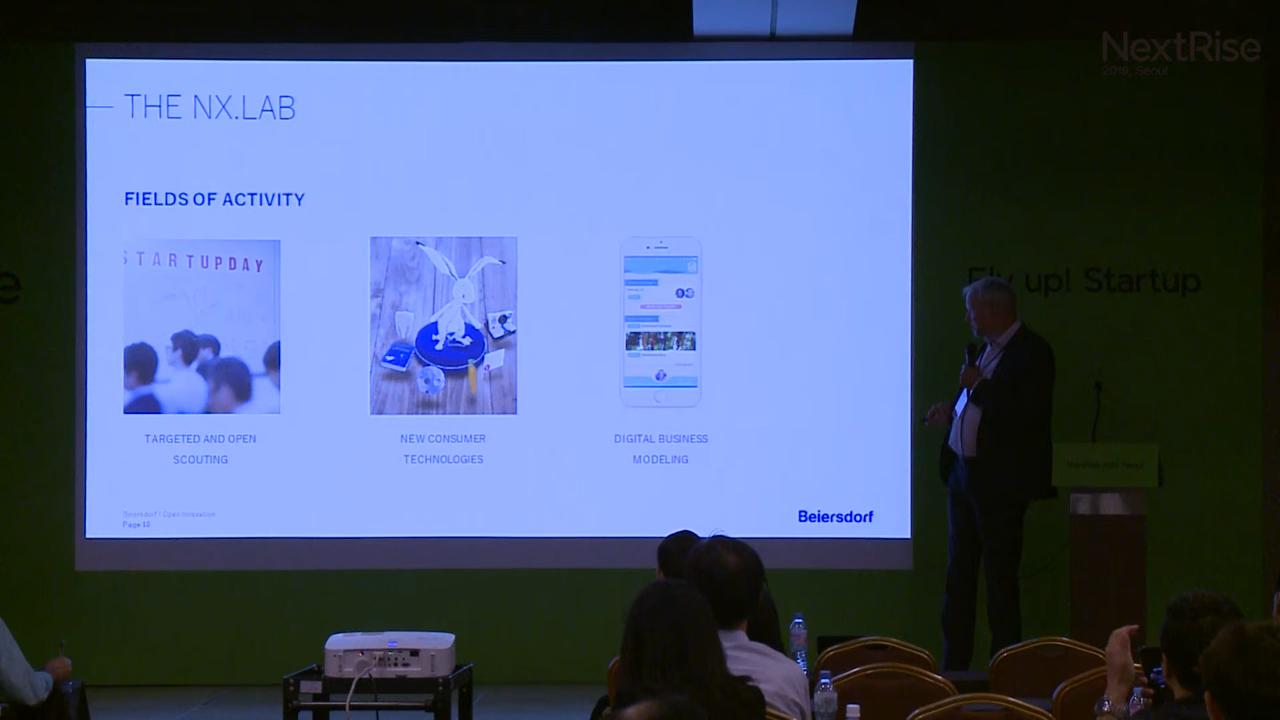 NextRise
2019, Seoul
THE NX.LAB
FIELDS OF ACTIVITY
STARTUPDAY
TARGETED AND OPEN
SCOUTING
NEW CONSUMER
TECHNOLOGIES
DIGITAL BUSINESS
MODELING
Beiersdorf | Open Innovation
Page 10
Beiersdorf
e
up! Startup